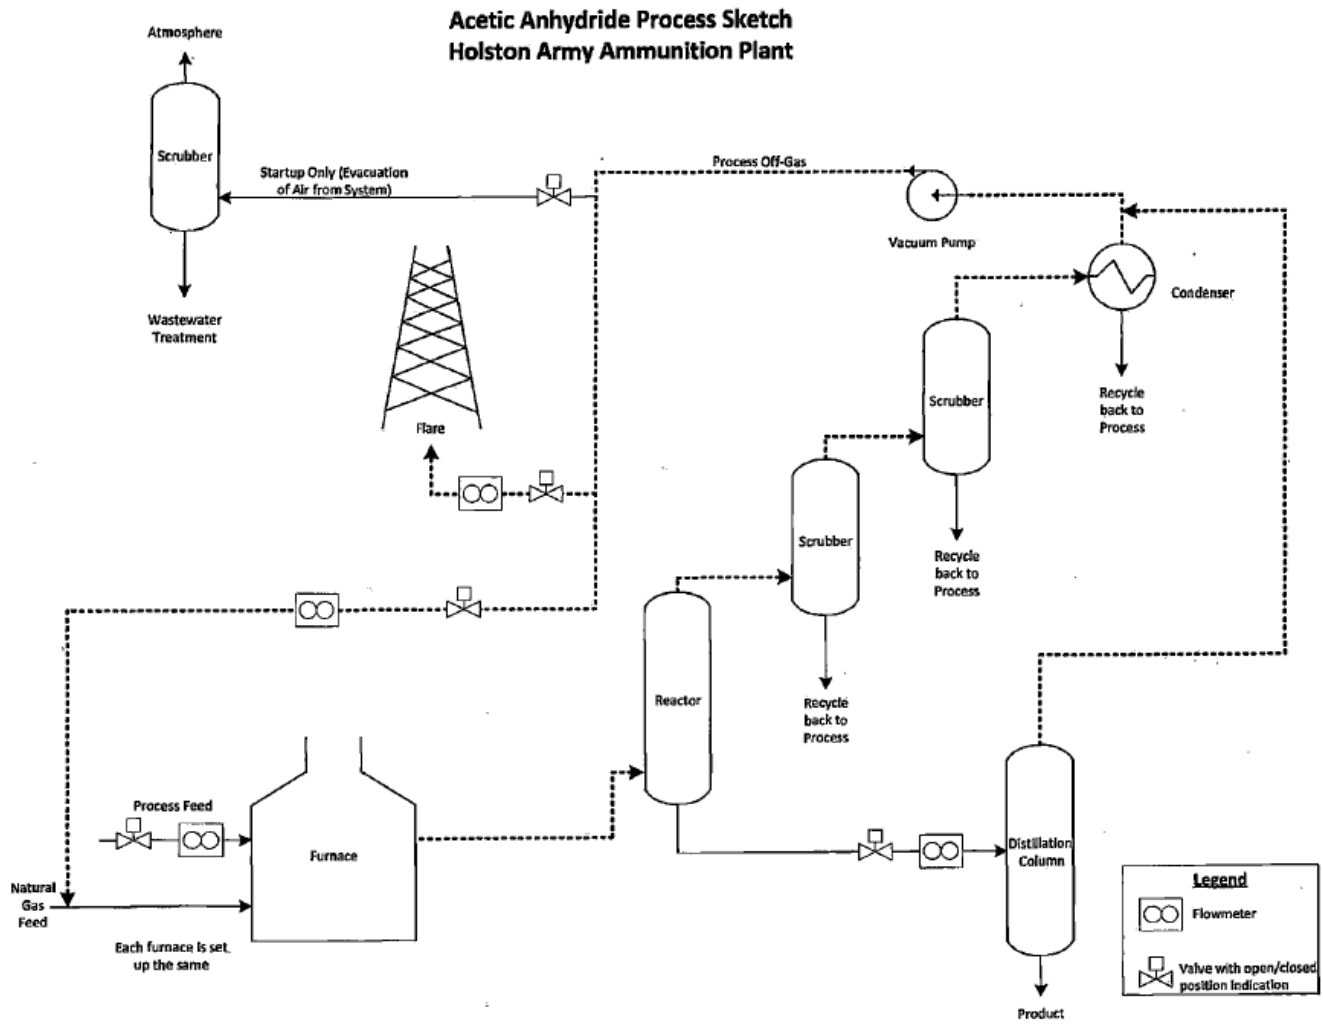 Acetic Anhydride Process Sketch
Holston Army Ammunition Plant
Atmosphere
Scrubber
Startup Only (Evacuation
of Air from System)
Process Off-Gas
Vacuum Pump
Condenser
Wastewater
Treatment
Flare
Recycle
back to
Process
Scrubber
Scrubber
Recycle
back to
Process
Reactor
Recycle
back to
Process
Process Feed
Furnace
Distillation
Column
Natural
Gas
Feed
Each furnace is set
up the same
Legend
Flowmeter
Valve with open/closed
position indication
Product